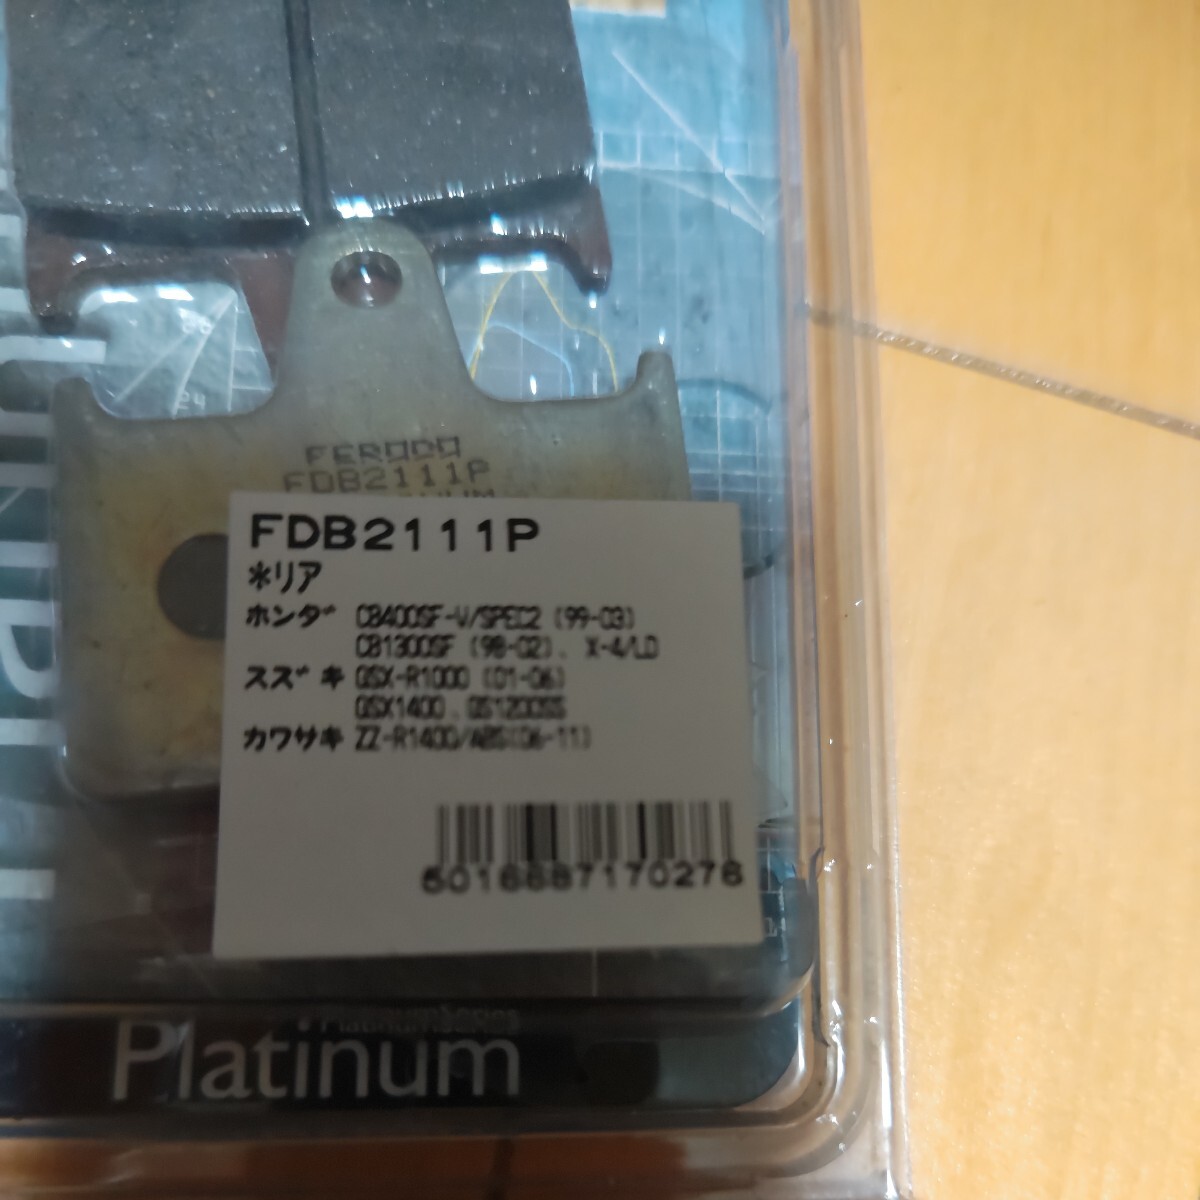 FERODO
FDB2111P
FDB2111P
*リア
ホンダ CB400SF-V/SPEC2 (99-03)
CB1300SF (98-02)、X-4/LD
スズキ GSX-R1000 (01-06)
GSX1400、GS1200SS
カワサキ ZZ-R1400/ABS(06-11)
5016687170276
Platinum